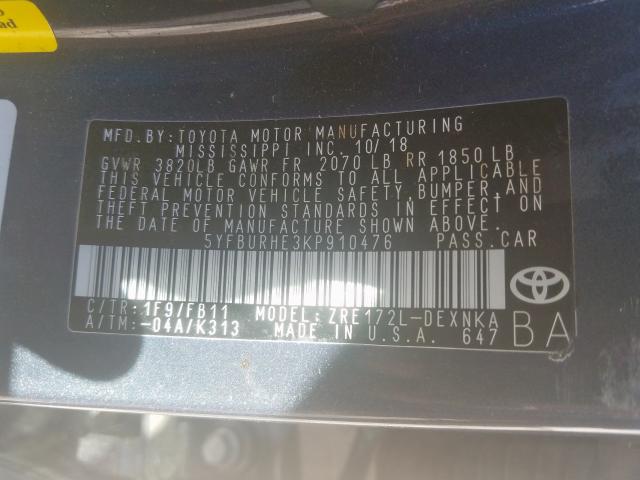 ad
MFD.BY:TOYOTA MOTOR MANUFACTURING
MISSISSIPPI INC. 10/18
GVWR 3820LB GAWR FR 2070 LB RR 1850 LB
THIS VEHICLE CONFORMS TO ALL APPLICABLE
FEDERAL MOTOR VEHICLE SAFETY,BUMPER,AND
THEFT PREVENTION STANDARDS IN EFFECT ON
THE DATE OF MANUFACTURE SHOWN ABOVE.
5YFBURHE3KP910476 PASS.CAR
C/TR:1F9/FB11 MODEL:ZRE172L-DEXNKA
A/TM:-04A/K313 MADE IN U.S.A. 647
BA